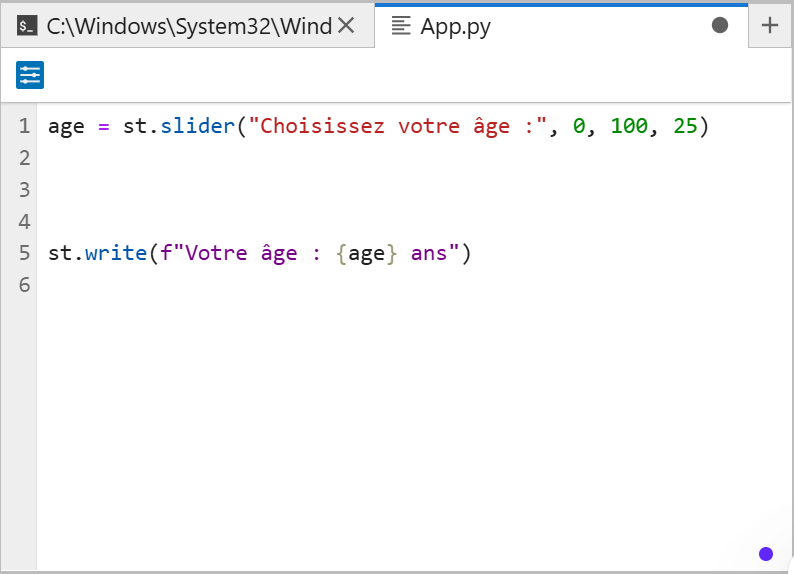 C:\Windows\System32\Wind
App.py
1 age = st.slider("Choisissez votre âge :", 0, 100, 25)
2
3
4
5 st.write(f"Votre âge : {age} ans")
6